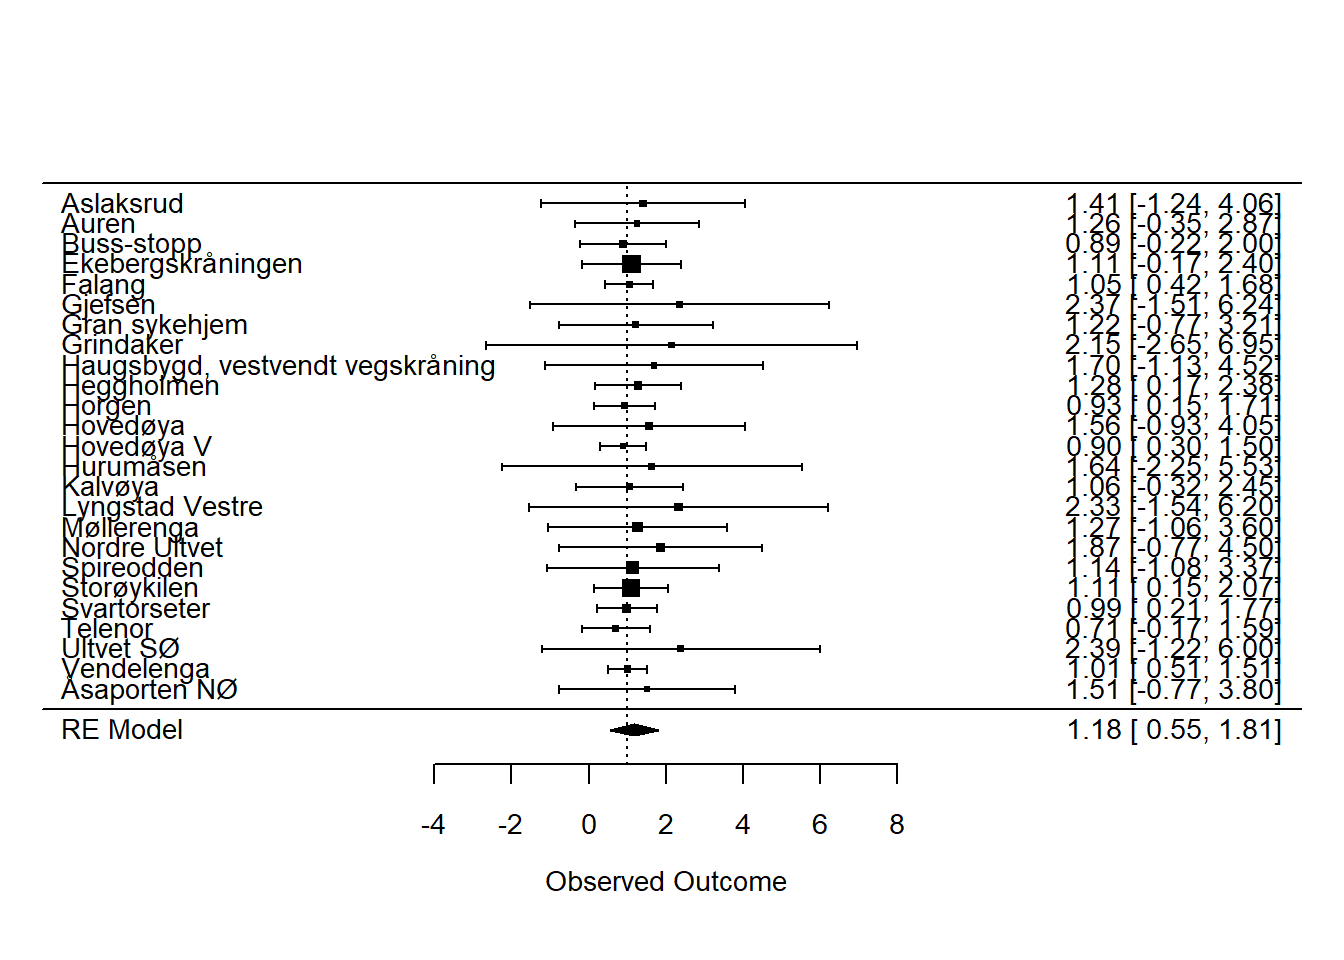 Aslaksrud 1.41 [-1.24, 4.06]
Auren 1.26 [-0.35, 2.87]
Buss-stopp 0.89 [-0.22, 2.00]
Ekebergskråningen 1.11 [-0.17, 2.40]
Falang 1.05 [ 0.42, 1.68]
Gjefsen 2.37 [-1.51, 6.24]
Gran sykehjem 1.22 [-0.77, 3.21]
Grindaker 2.15 [-2.65, 6.95]
Haugsbygd, vestvendt vegskråning 1.70 [-1.13, 4.52]
Heggholmen 1.28 [ 0.17, 2.38]
Horgen 0.93 [ 0.15, 1.71]
Hovedøya 1.56 [-0.93, 4.05]
Hovedøya V 0.90 [ 0.30, 1.50]
Hurumåsen 1.64 [-2.25, 5.53]
Kalvøya 1.06 [-0.32, 2.45]
Lyngstad Vestre 2.33 [-1.54, 6.20]
Møllerenga 1.27 [-1.06, 3.60]
Nordre Ultvet 1.87 [-0.77, 4.50]
Spireodden 1.14 [-1.08, 3.37]
Storøykilen 1.11 [ 0.15, 2.07]
Svartorseter 0.99 [ 0.21, 1.77]
Telenor 0.71 [-0.17, 1.59]
Ultvet SØ 2.39 [-1.22, 6.00]
Vendelenga 1.01 [ 0.51, 1.51]
Åsaporten NØ 1.51 [-0.77, 3.80]
RE Model 1.18 [ 0.55, 1.81]
-4 -2 0 2 4 6 8
Observed Outcome